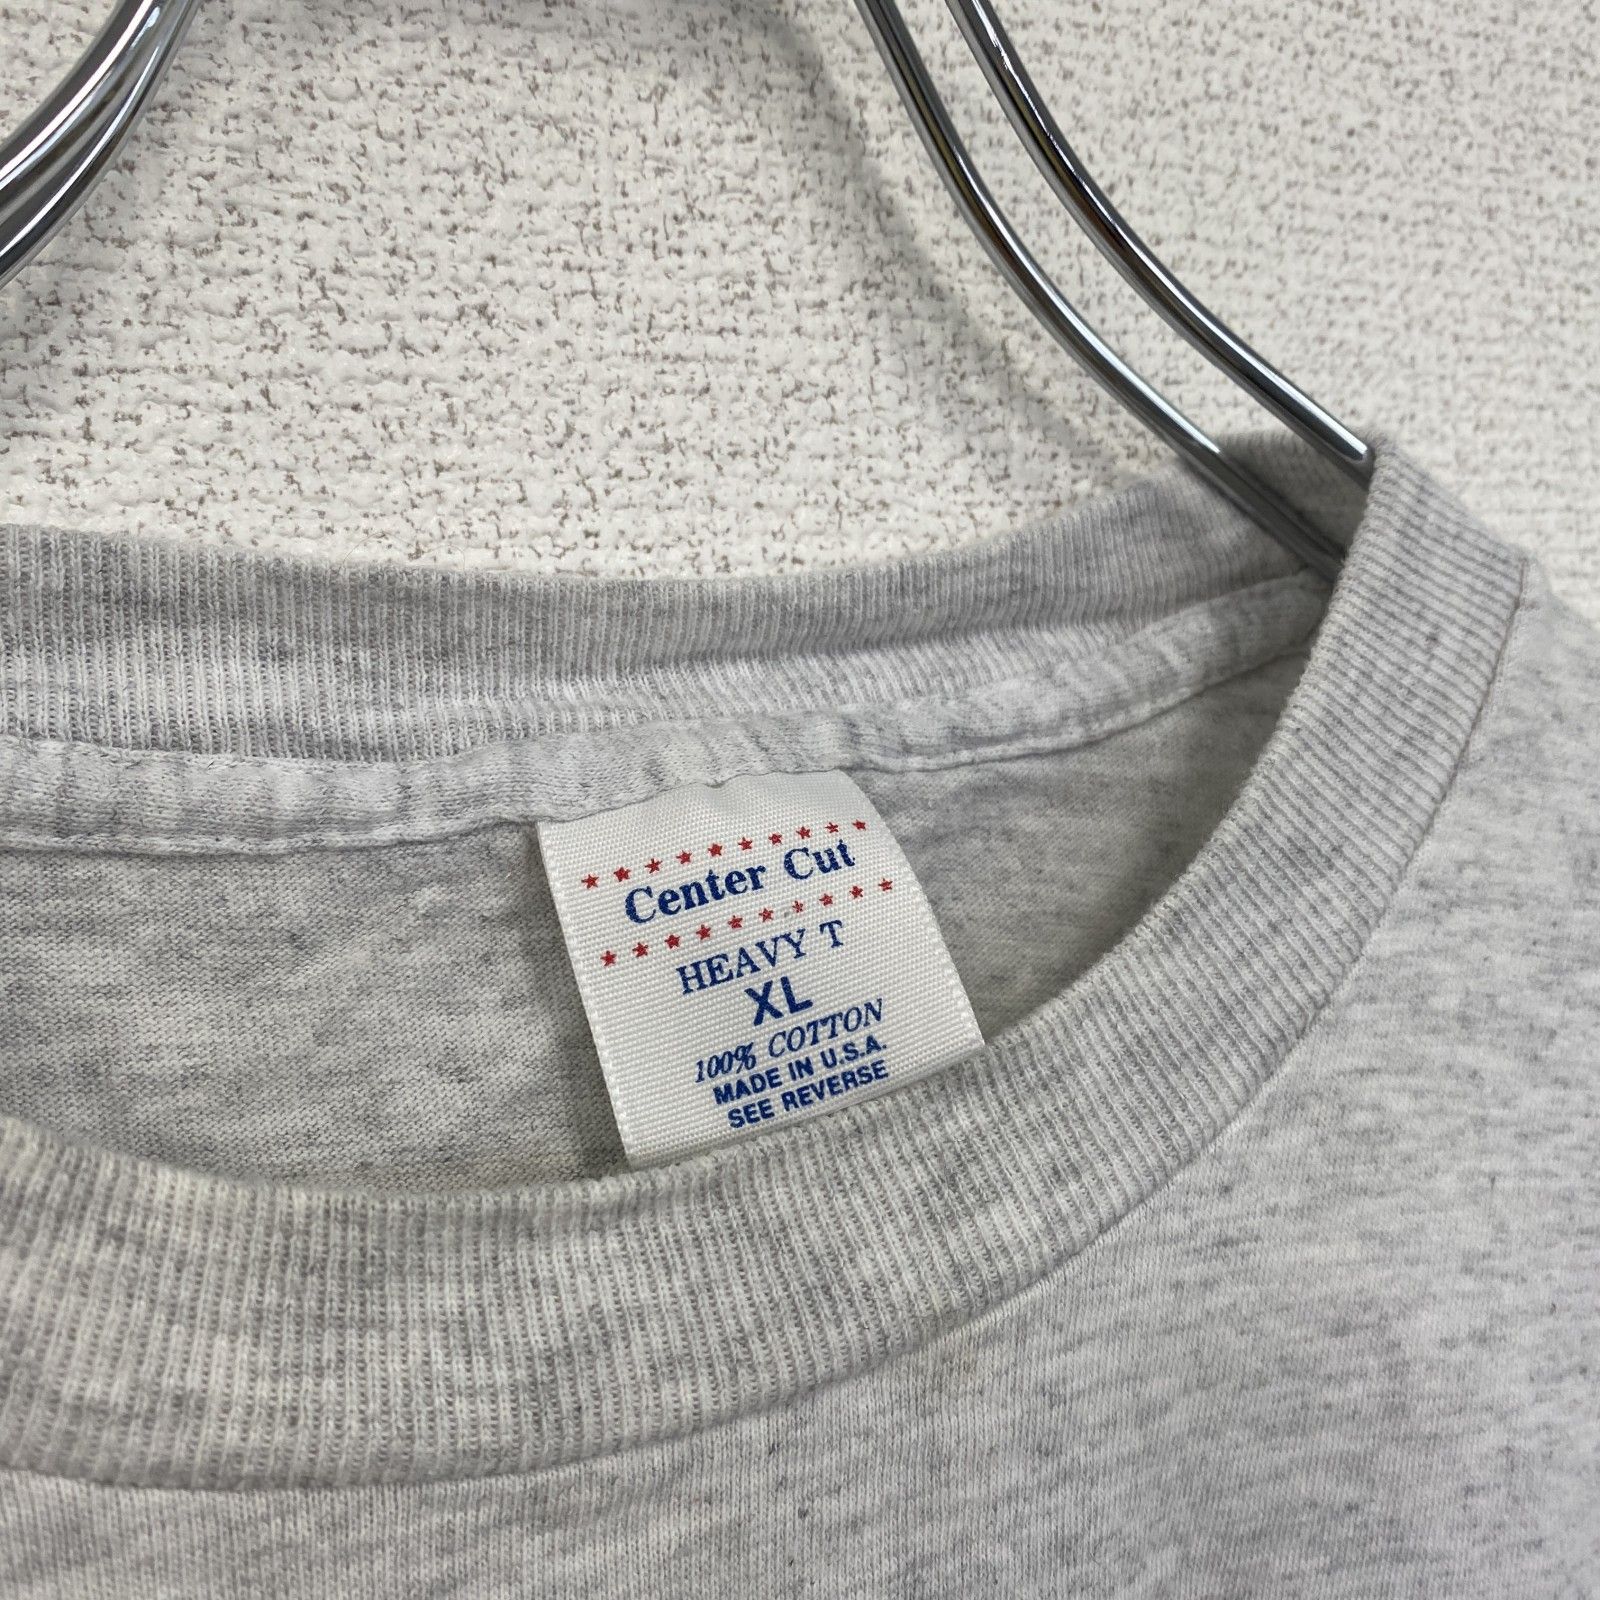 Center Cut
HEAVY T
XL
100% COTTON
MADE IN U.S.A.
SEE REVERSE